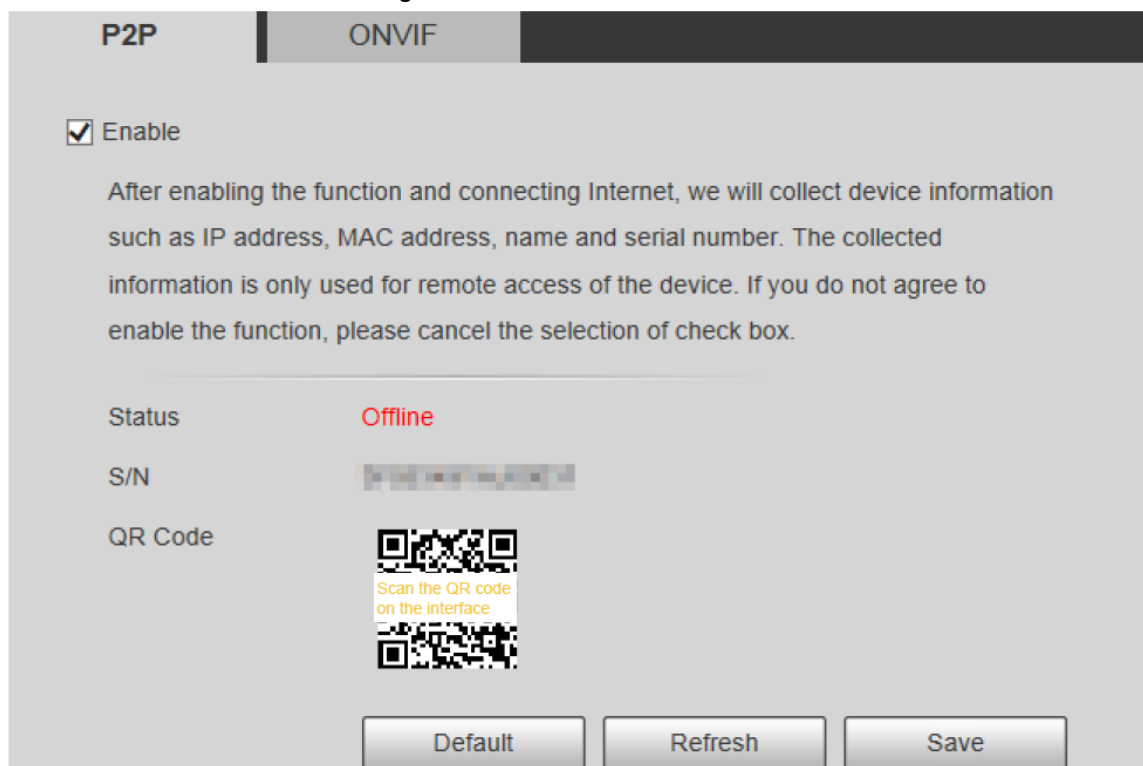 P2P ONVIF
Enable
After enabling the function and connecting Internet, we will collect device information
such as IP address, MAC address, name and serial number. The collected
information is only used for remote access of the device. If you do not agree to
enable the function, please cancel the selection of check box.
Status Offline
S/N
QR Code
Scan the QR code
on the interface
Default Refresh Save